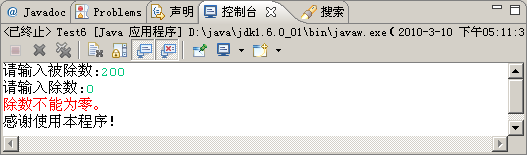 @ Javadoc Problems 声明 控制台 搜索
<已终止> Test6 [Java 应用程序] D:\java\jdk1.6.0_01\bin\javaw.exe(2010-3-10 下午05:11:3
请输入被除数:200
请输入除数:0
除数不能为零。
感谢使用本程序!